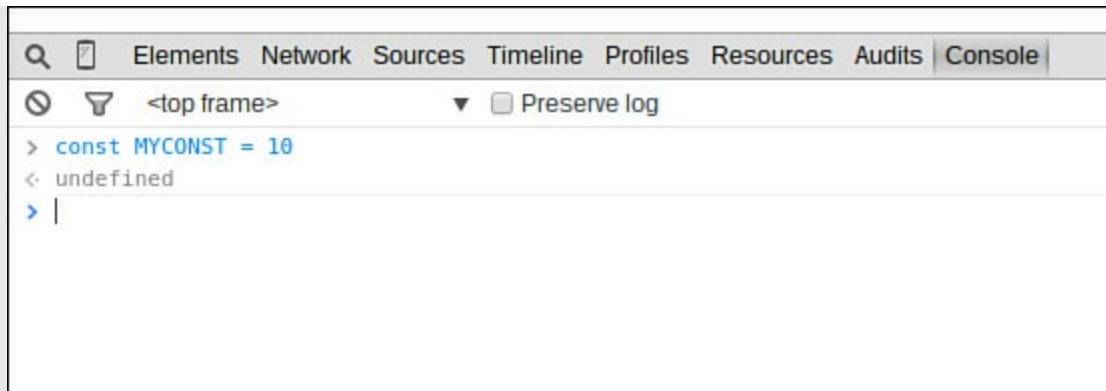 Elements Network Sources Timeline Profiles Resources Audits Console
<top frame> ▼ Preserve log
> const MYCONST = 10
<· undefined
>